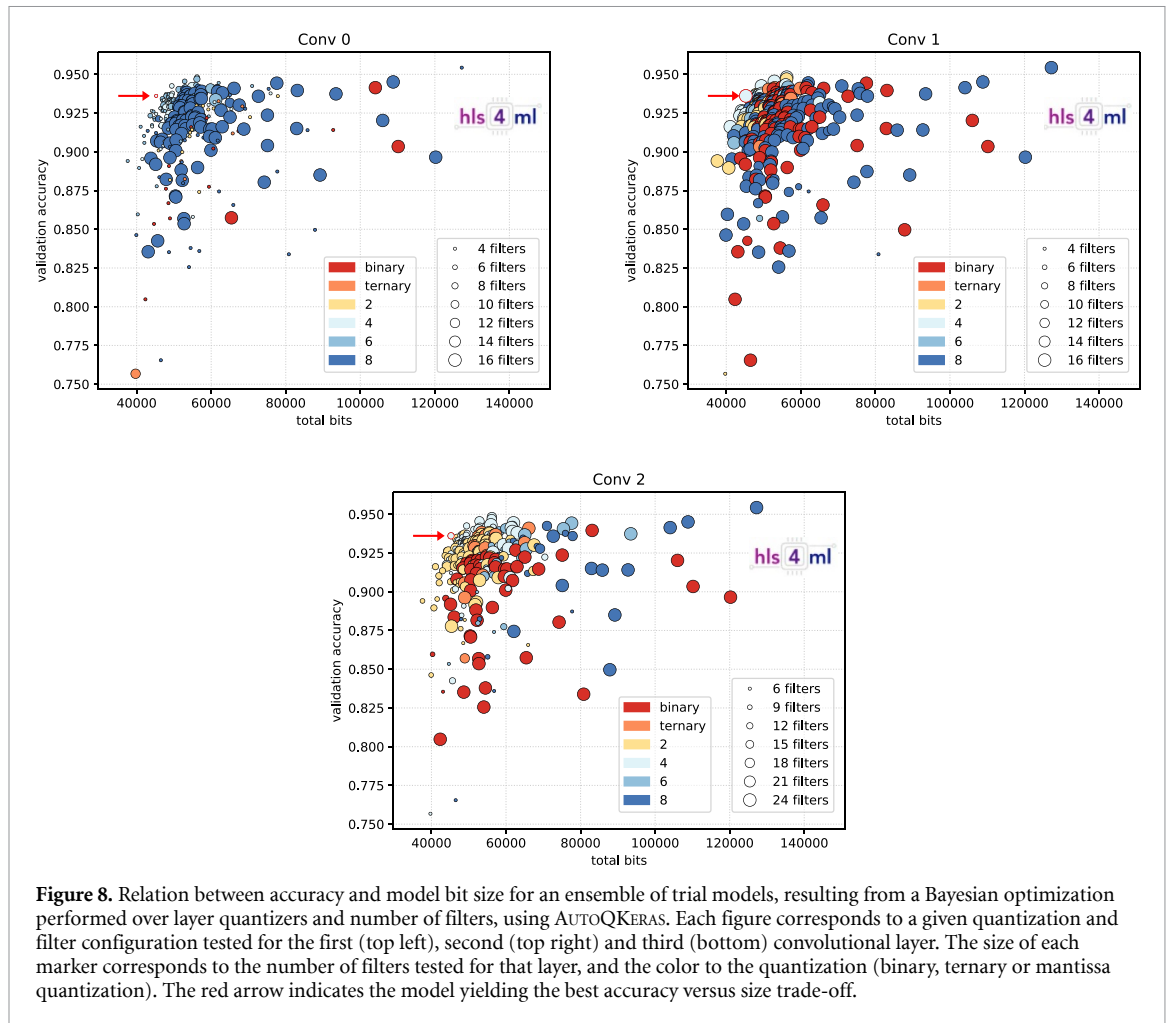 Conv 0
0.950
0.925
0.900
0.875
0.850
0.825
0.800
0.775
0.750
validation accuracy
hls 4 ml
binary
ternary
2
4
6
8
4 filters
6 filters
8 filters
10 filters
12 filters
14 filters
16 filters
40000 60000 80000 100000 120000 140000
total bits
Conv 1
0.950
0.925
0.900
0.875
0.850
0.825
0.800
0.775
0.750
validation accuracy
hls 4 ml
binary
ternary
2
4
6
8
4 filters
6 filters
8 filters
10 filters
12 filters
14 filters
16 filters
40000 60000 80000 100000 120000 140000
total bits
Conv 2
0.950
0.925
0.900
0.875
0.850
0.825
0.800
0.775
0.750
validation accuracy
hls 4 ml
binary
ternary
2
4
6
8
6 filters
9 filters
12 filters
15 filters
18 filters
21 filters
24 filters
40000 60000 80000 100000 120000 140000
total bits
Figure 8. Relation between accuracy and model bit size for an ensemble of trial models, resulting from a Bayesian optimization
performed over layer quantizers and number of filters, using AUTOQKERAS. Each figure corresponds to a given quantization and
filter configuration tested for the first (top left), second (top right) and third (bottom) convolutional layer. The size of each
marker corresponds to the number of filters tested for that layer, and the color to the quantization (binary, ternary or mantissa
quantization). The red arrow indicates the model yielding the best accuracy versus size trade-off.